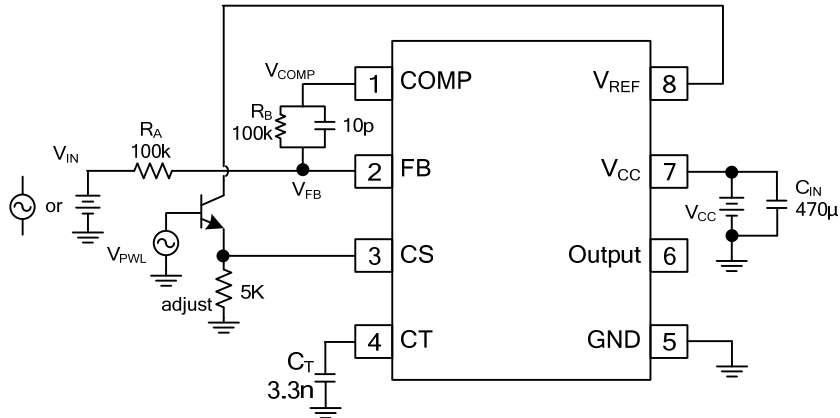 V_COMP
1 COMP
V_REF 8
R_B
100k
10p
R_A
100k
V_IN
2 FB
V_CC 7
C_IN
470µ
V_FB
or
V_CC
V_PWL
3 CS
Output 6
5K
adjust
4 CT
GND 5
C_T
3.3n